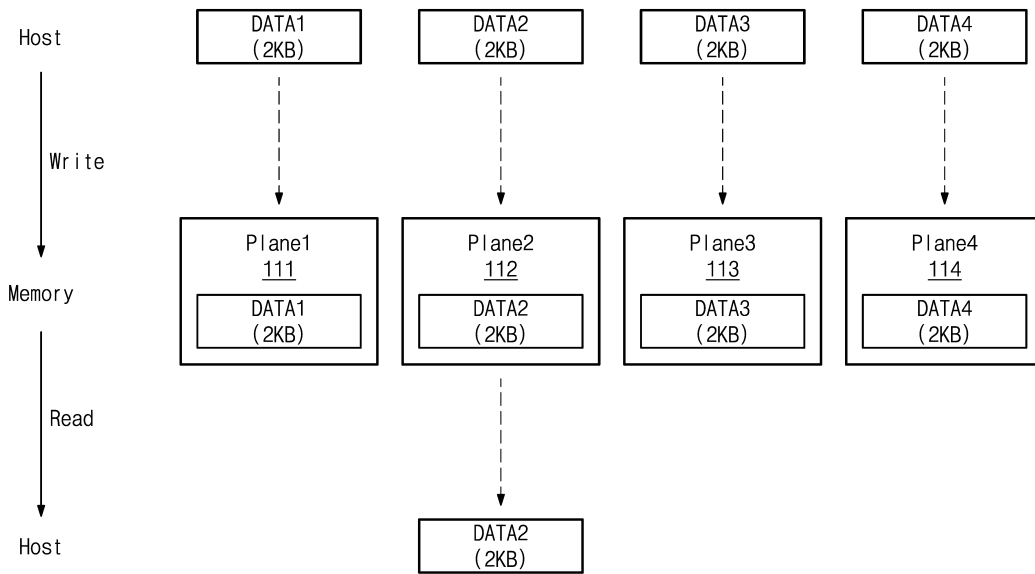 Host
DATA1
(2KB)
DATA2
(2KB)
DATA3
(2KB)
DATA4
(2KB)
Write
Plane1
111
DATA1
(2KB)
Plane2
112
DATA2
(2KB)
Plane3
113
DATA3
(2KB)
Plane4
114
DATA4
(2KB)
Memory
Read
Host
DATA2
(2KB)